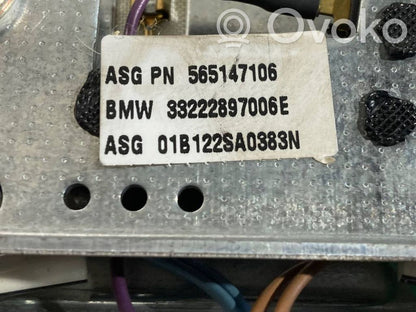 Ovoko
ASG PN 565147106
BMW 33222897006E
ASG 01B122SA0383N